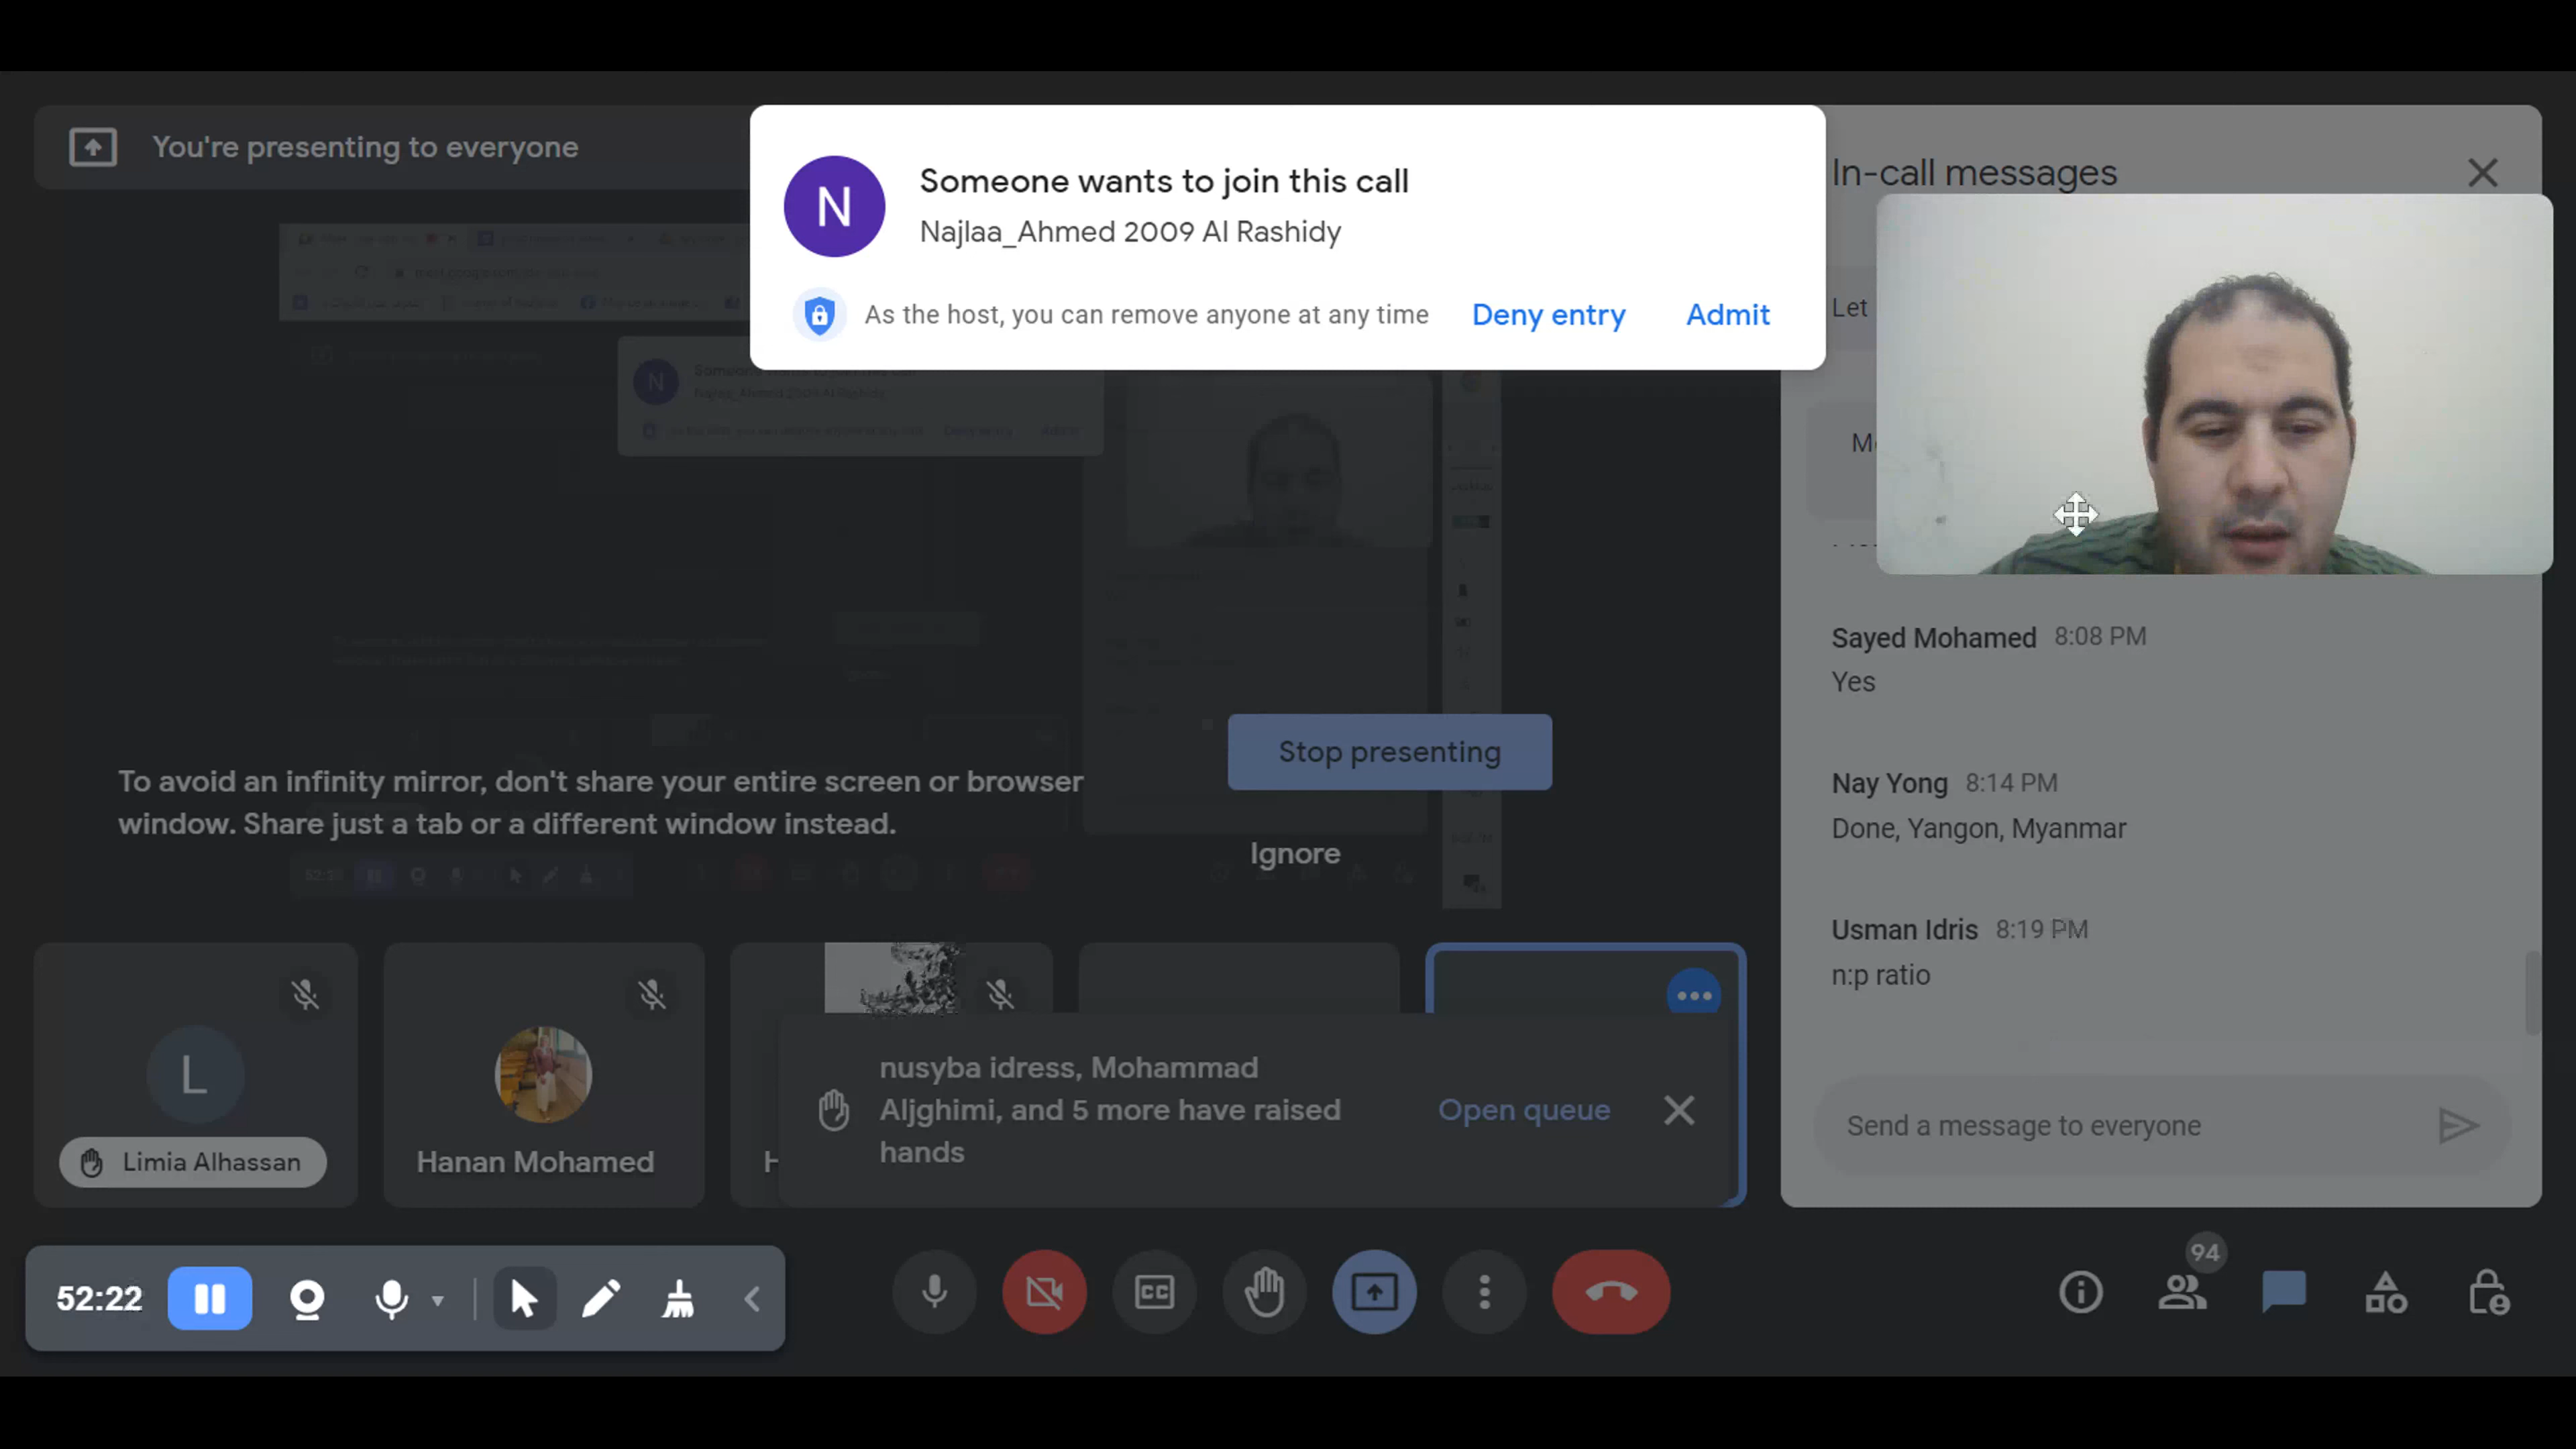 You're presenting to everyone
Someone wants to join this call
Najlaa_Ahmed 2009 Al Rashidy
As the host, you can remove anyone at any time
Deny entry
Admit
N
In-call messages
Let
Sayed Mohamed 8:08 PM
Yes
Nay Yong 8:14 PM
Done, Yangon, Myanmar
Usman Idris 8:19 PM
n:p ratio
Send a message to everyone
To avoid an infinity mirror, don't share your entire screen or browser
window. Share just a tab or a different window instead.
Stop presenting
Ignore
L
Limia Alhassan
Hanan Mohamed
H
nusyba idress, Mohammad
Aljghimi, and 5 more have raised
hands
Open queue
52:22
CC
94